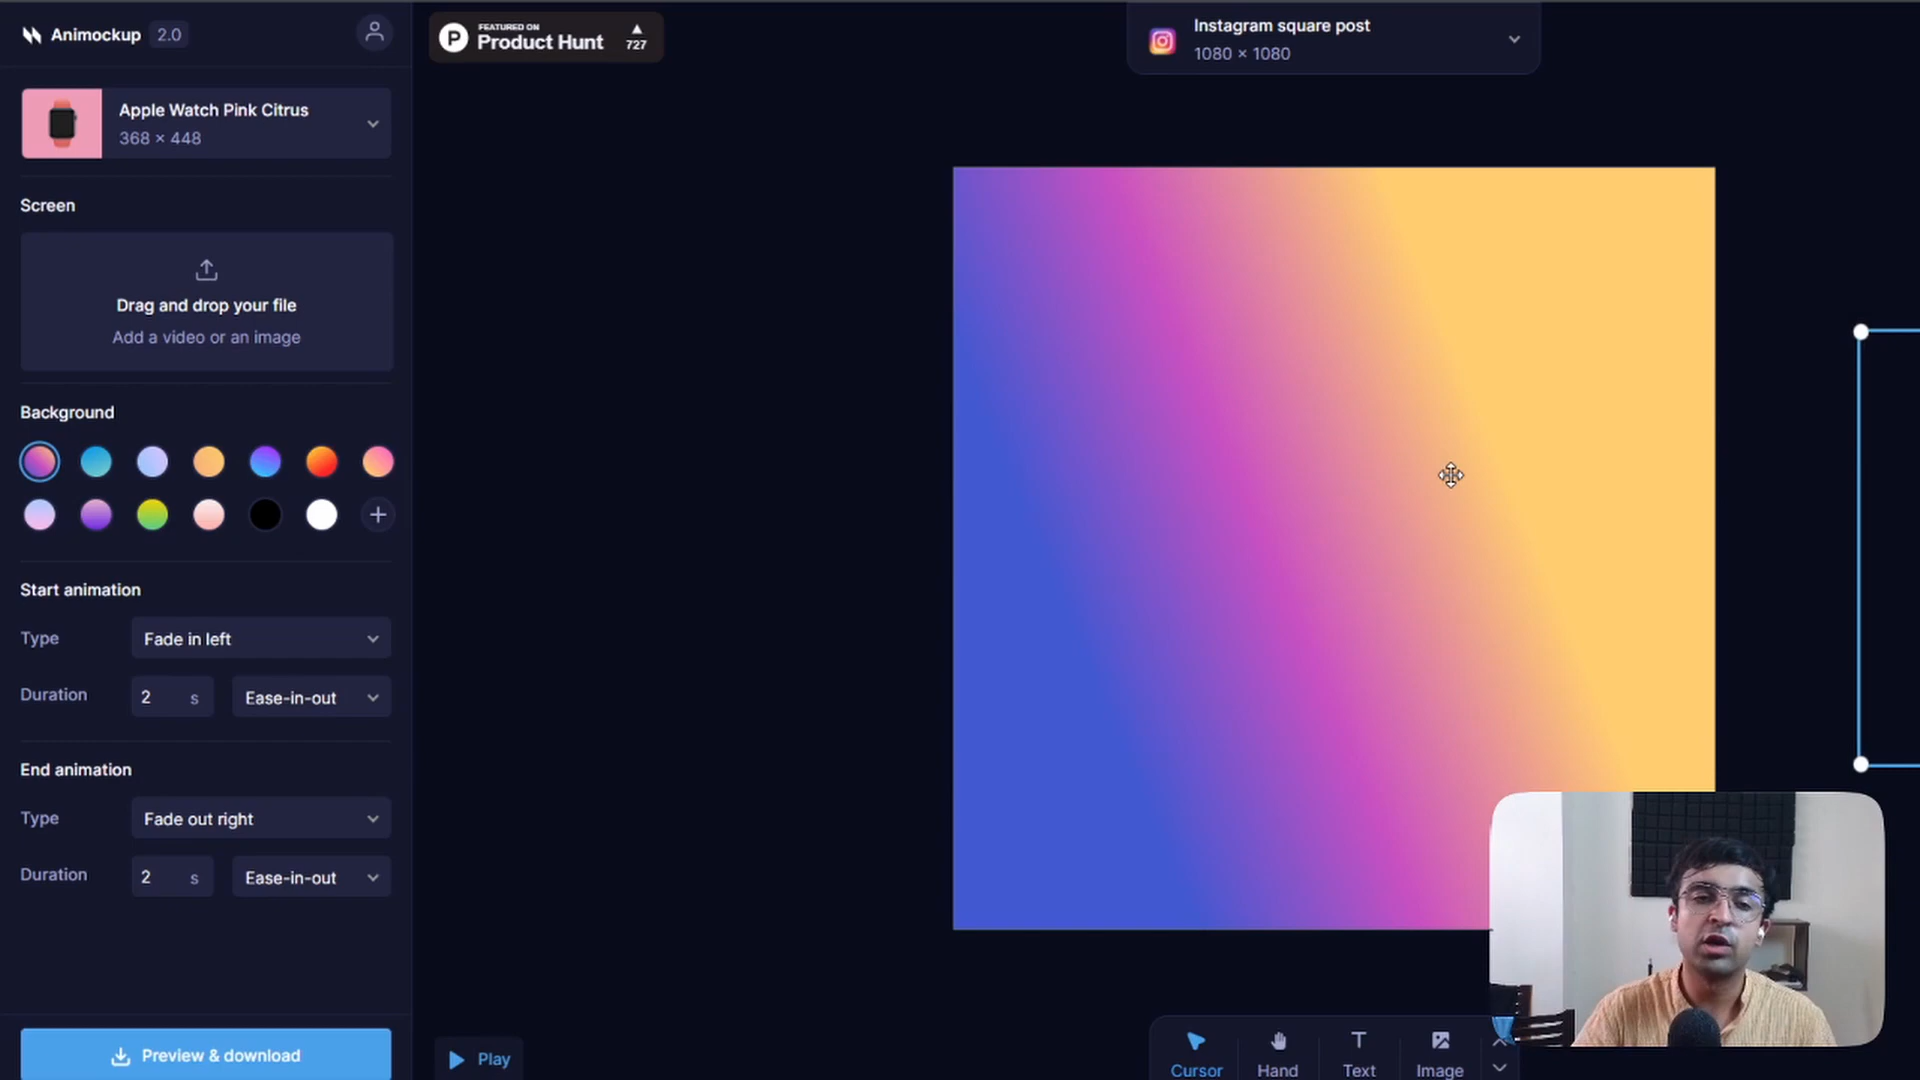 Animockup 2.0
FEATURED ON
Product Hunt
727
Instagram square post
1080 × 1080
Apple Watch Pink Citrus
368 × 448
Screen
Drag and drop your file
Add a video or an image
Background
Start animation
Type Fade in left
Duration 2 s Ease-in-out
End animation
Type Fade out right
Duration 2 s Ease-in-out
Preview & download
Play
Cursor Hand Text Image